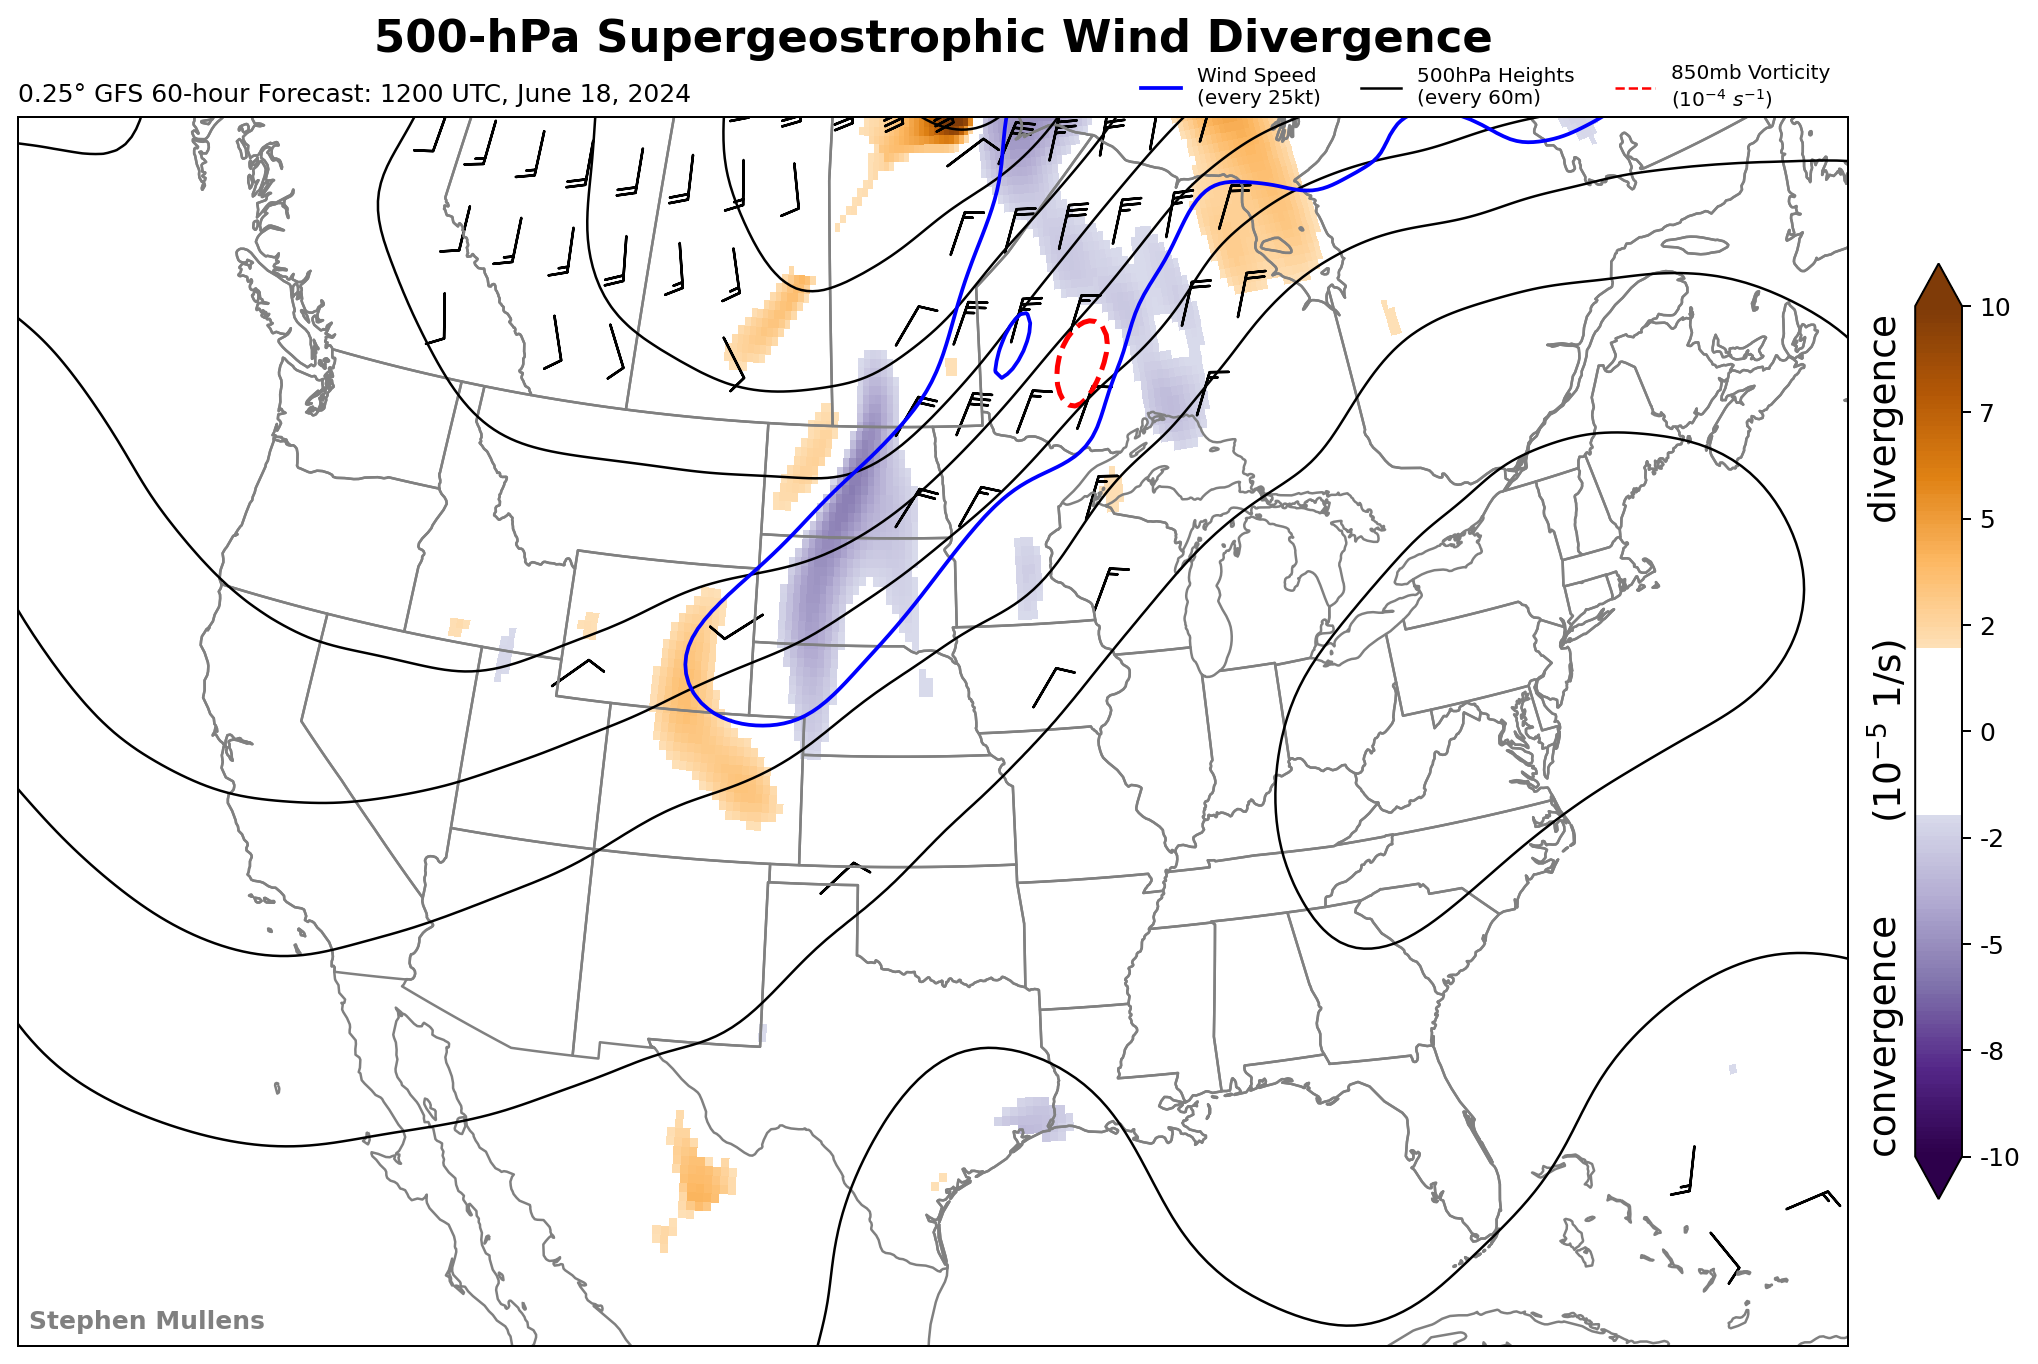 500-hPa Supergeostrophic Wind Divergence
0.25° GFS 60-hour Forecast: 1200 UTC, June 18, 2024
Wind Speed
(every 25kt)
500hPa Heights
(every 60m)
850mb Vorticity
(10⁻⁴ s⁻¹)
10
7
5
2
0
-2
-5
-8
-10
convergence (10⁻⁵ 1/s) divergence
Stephen Mullens